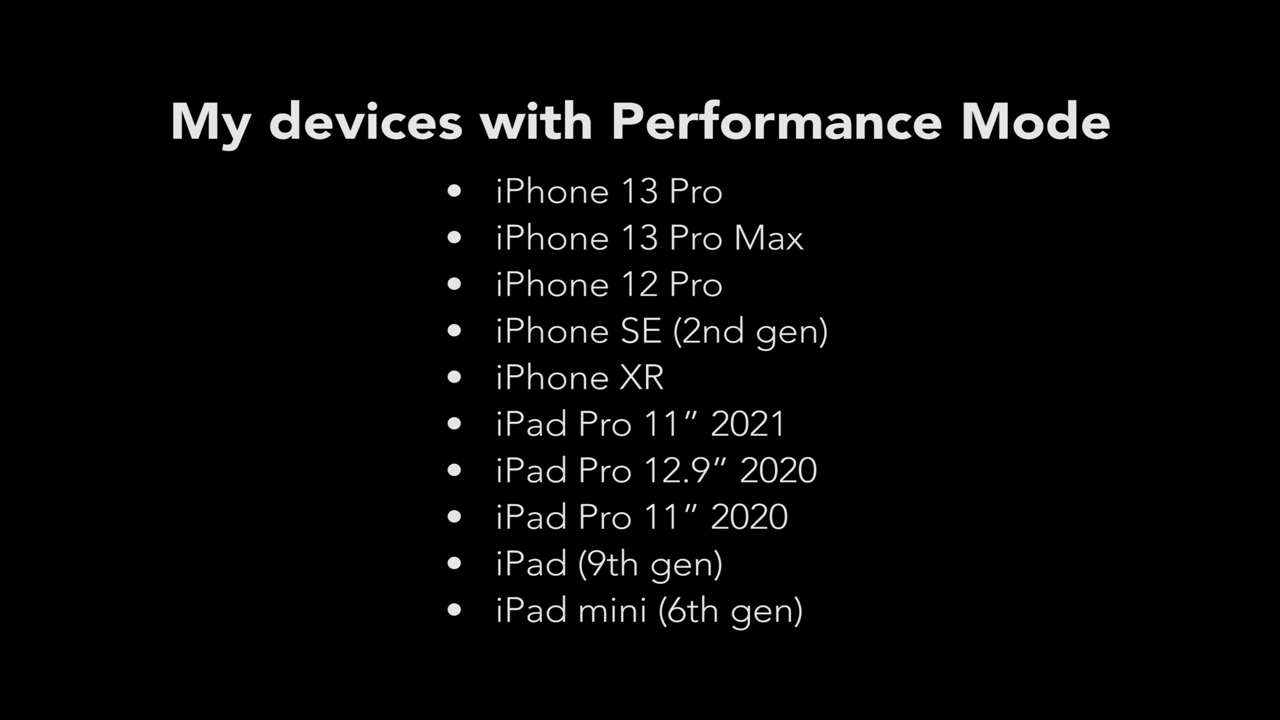 My devices with Performance Mode
• iPhone 13 Pro
• iPhone 13 Pro Max
• iPhone 12 Pro
• iPhone SE (2nd gen)
• iPhone XR
• iPad Pro 11” 2021
• iPad Pro 12.9” 2020
• iPad Pro 11” 2020
• iPad (9th gen)
• iPad mini (6th gen)